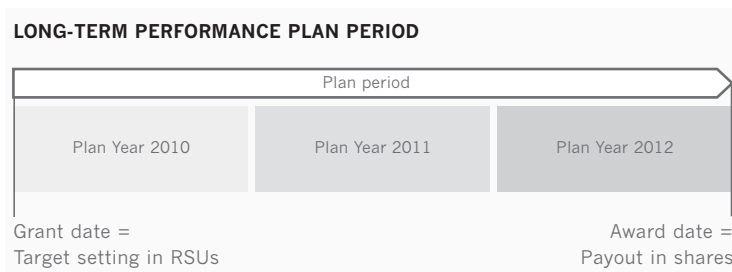 LONG-TERM PERFORMANCE PLAN PERIOD
Plan period
Plan Year 2010
Plan Year 2011
Plan Year 2012
Grant date =
Target setting in RSUs
Award date =
Payout in shares